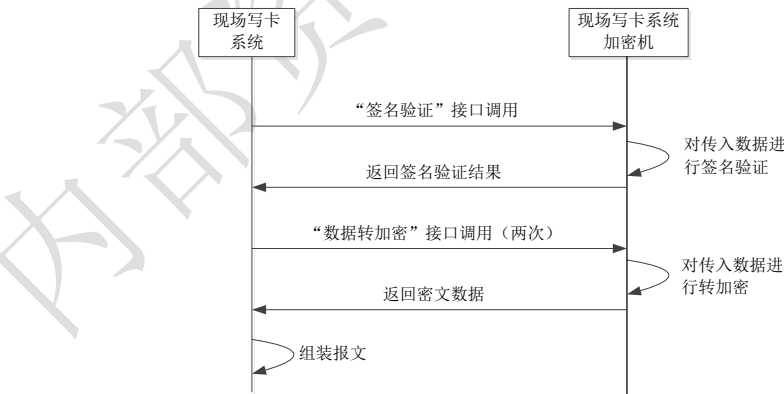 现场写卡
系统
现场写卡系统
加密机
“签名验证”接口调用
对传入数据进
行签名验证
返回签名验证结果
“数据转加密”接口调用（两次）
对传入数据进
行转加密
返回密文数据
组装报文
内部资